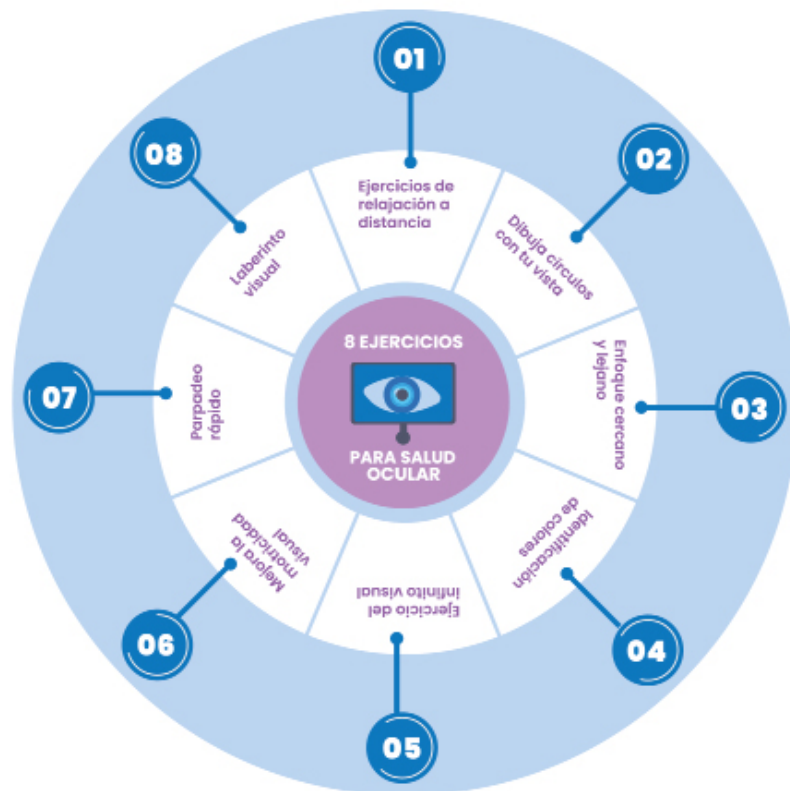 8 EJERCICIOS
PARA SALUD
OCULAR
01
Ejercicios de
relajación a
distancia
02
Dibuja círculos
con tu vista
03
Enfoque cercano
y lejano
04
Identificación
de colores
05
Ejercicio del
infinito visual
06
Mejora la
motricidad
visual
07
Parpadeo
rápido
08
Laberinto
visual